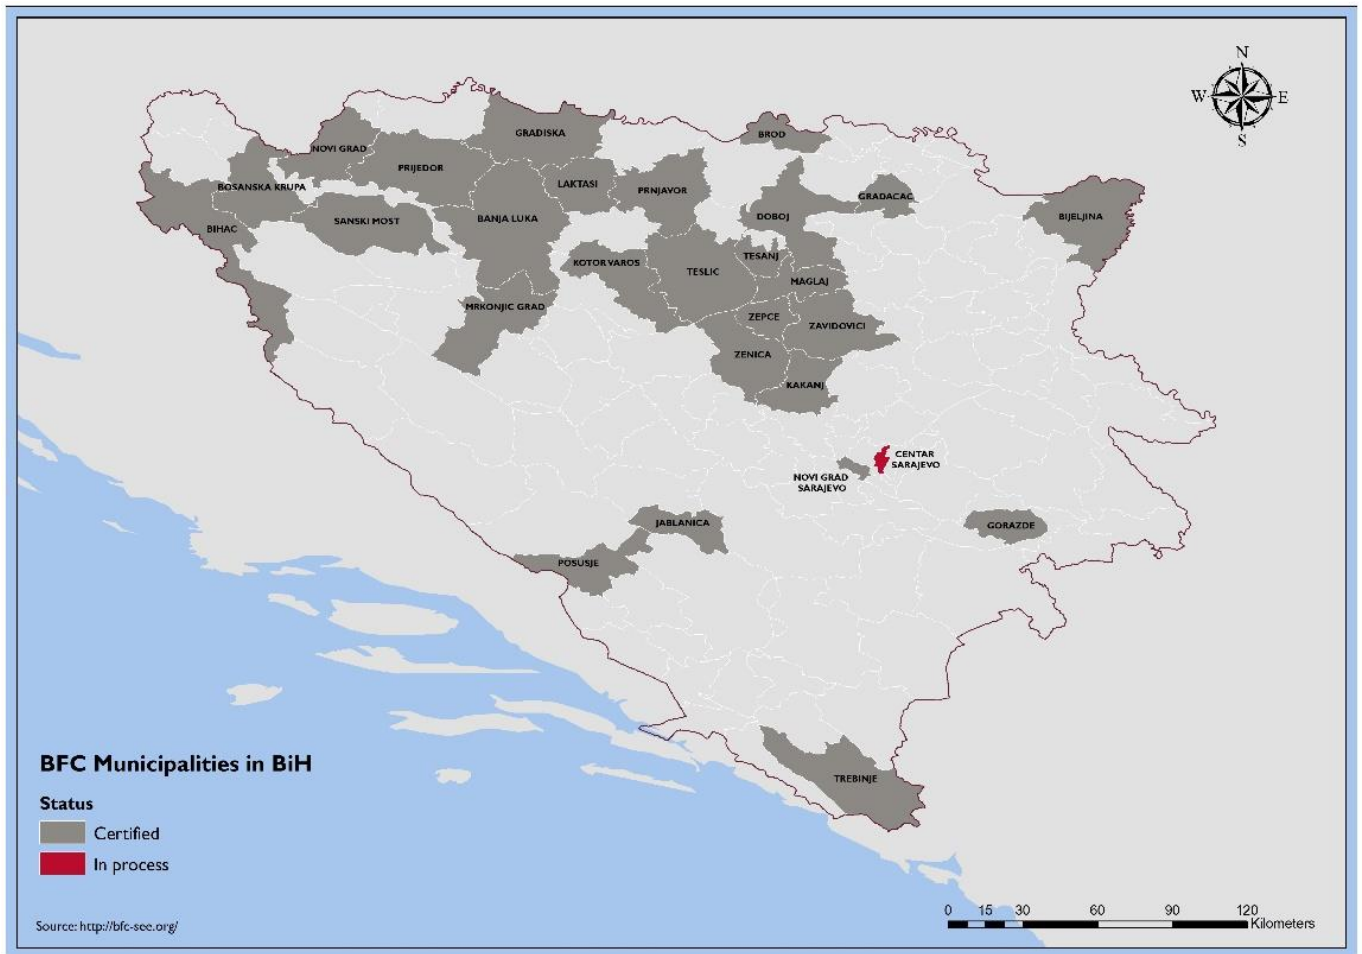 N
W E
S
GRADISKA
BROD
NOVI GRAD
PRIJEDOR
LAKTASI
BOSANSKA KRUPA
PRNJAVOR
GRADACAC
BIJELJINA
SANSKI MOST
BANJA LUKA
DOBOJ
BIHAC
KOTOR VAROS
TESLIC
TESANJ
MAGLAJ
MRKONJIC GRAD
ZEPCE
ZAVIDOVICI
ZENICA
KAKANJ
CENTAR
SARAJEVO
NOVI GRAD
SARAJEVO
JABLANICA
GORAZDE
POSUSJE
TREBINJE
BFC Municipalities in BiH
Status
Certified
In process
Source: http://bfc-see.org/
0 15 30 60 90 120
Kilometers